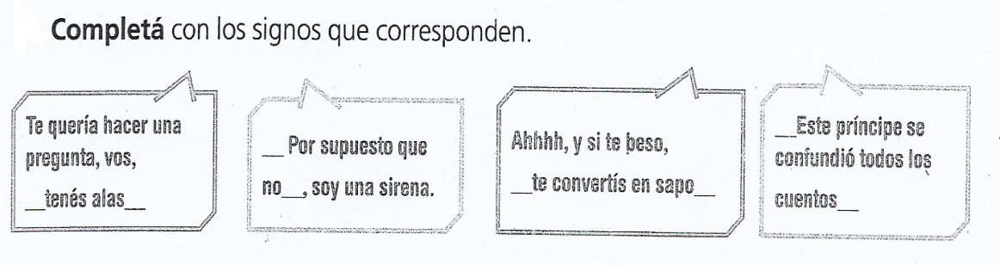 Completá con los signos que corresponden.
Te quería hacer una
pregunta, vos,
__tenés alas__
__ Por supuesto que
no__, soy una sirena.
Ahhhh, y si te beso,
__te convertís en sapo__
__Este príncipe se
confundió todos los
cuentos__